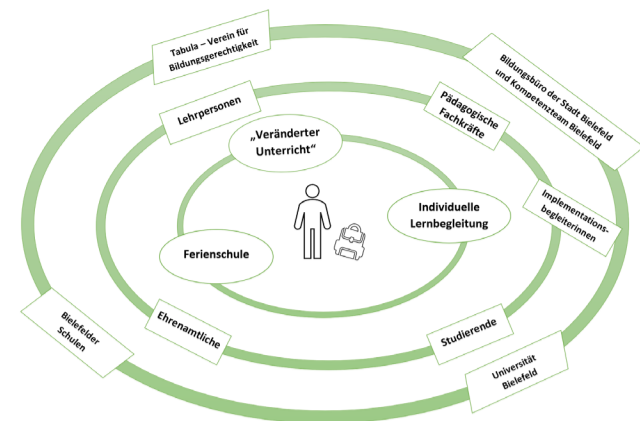 Tabula – Verein für
Bildungsgerechtigkeit
Bildungsbüro der Stadt Bielefeld
und Kompetenzteam Bielefeld
Lehrpersonen
Pädagogische
Fachkräfte
„Veränderter
Unterricht“
Individuelle
Lernbegleitung
Implementations-
begleiterinnen
Ferienschule
Bielefelder
Schulen
Ehrenamtliche
Studierende
Universität
Bielefeld